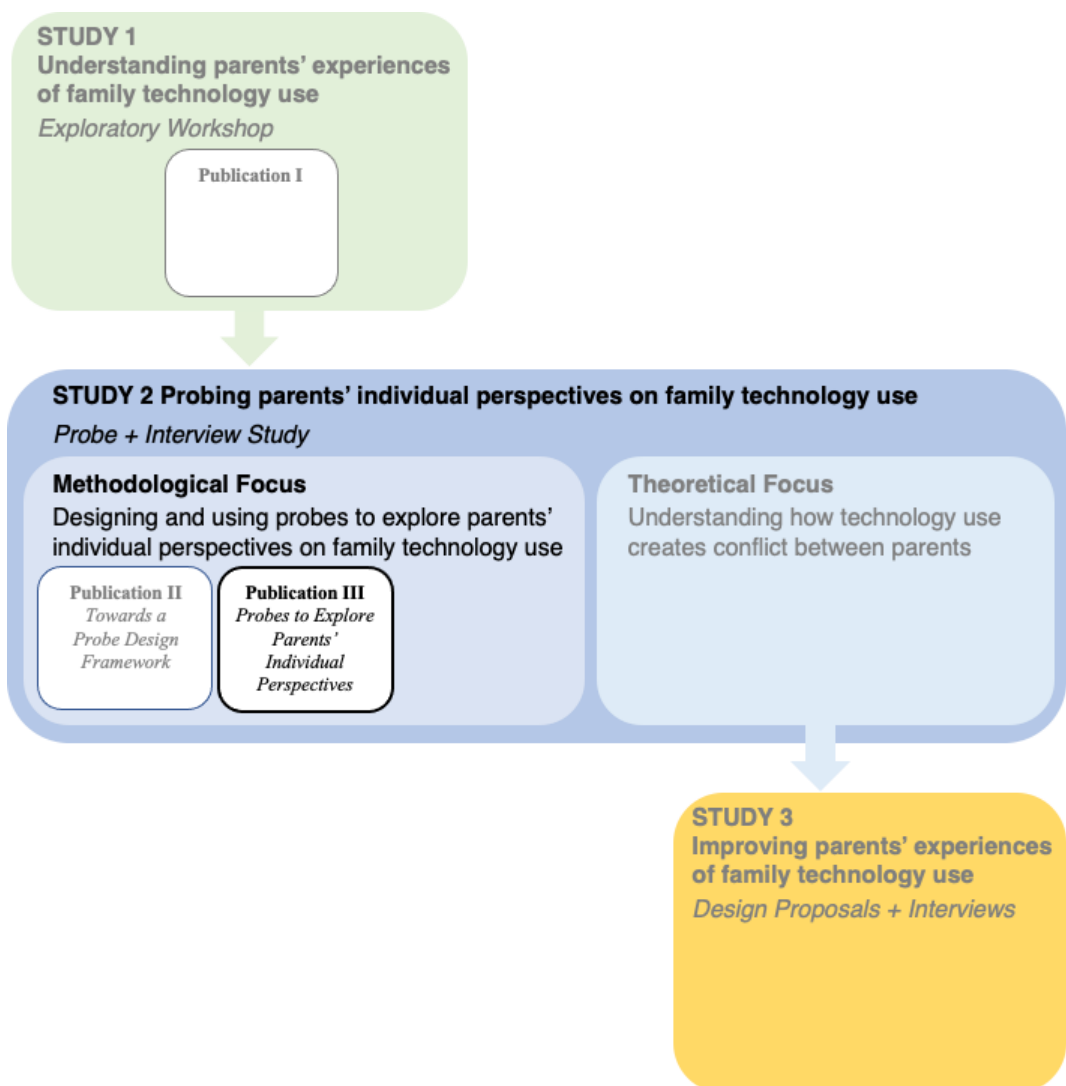 STUDY 1
Understanding parents' experiences
of family technology use
Exploratory Workshop
Publication I
STUDY 2 Probing parents' individual perspectives on family technology use
Probe + Interview Study
Methodological Focus
Designing and using probes to explore parents'
individual perspectives on family technology use
Publication II
Towards a
Probe Design
Framework
Publication III
Probes to Explore
Parents'
Individual
Perspectives
Theoretical Focus
Understanding how technology use
creates conflict between parents
STUDY 3
Improving parents' experiences
of family technology use
Design Proposals + Interviews